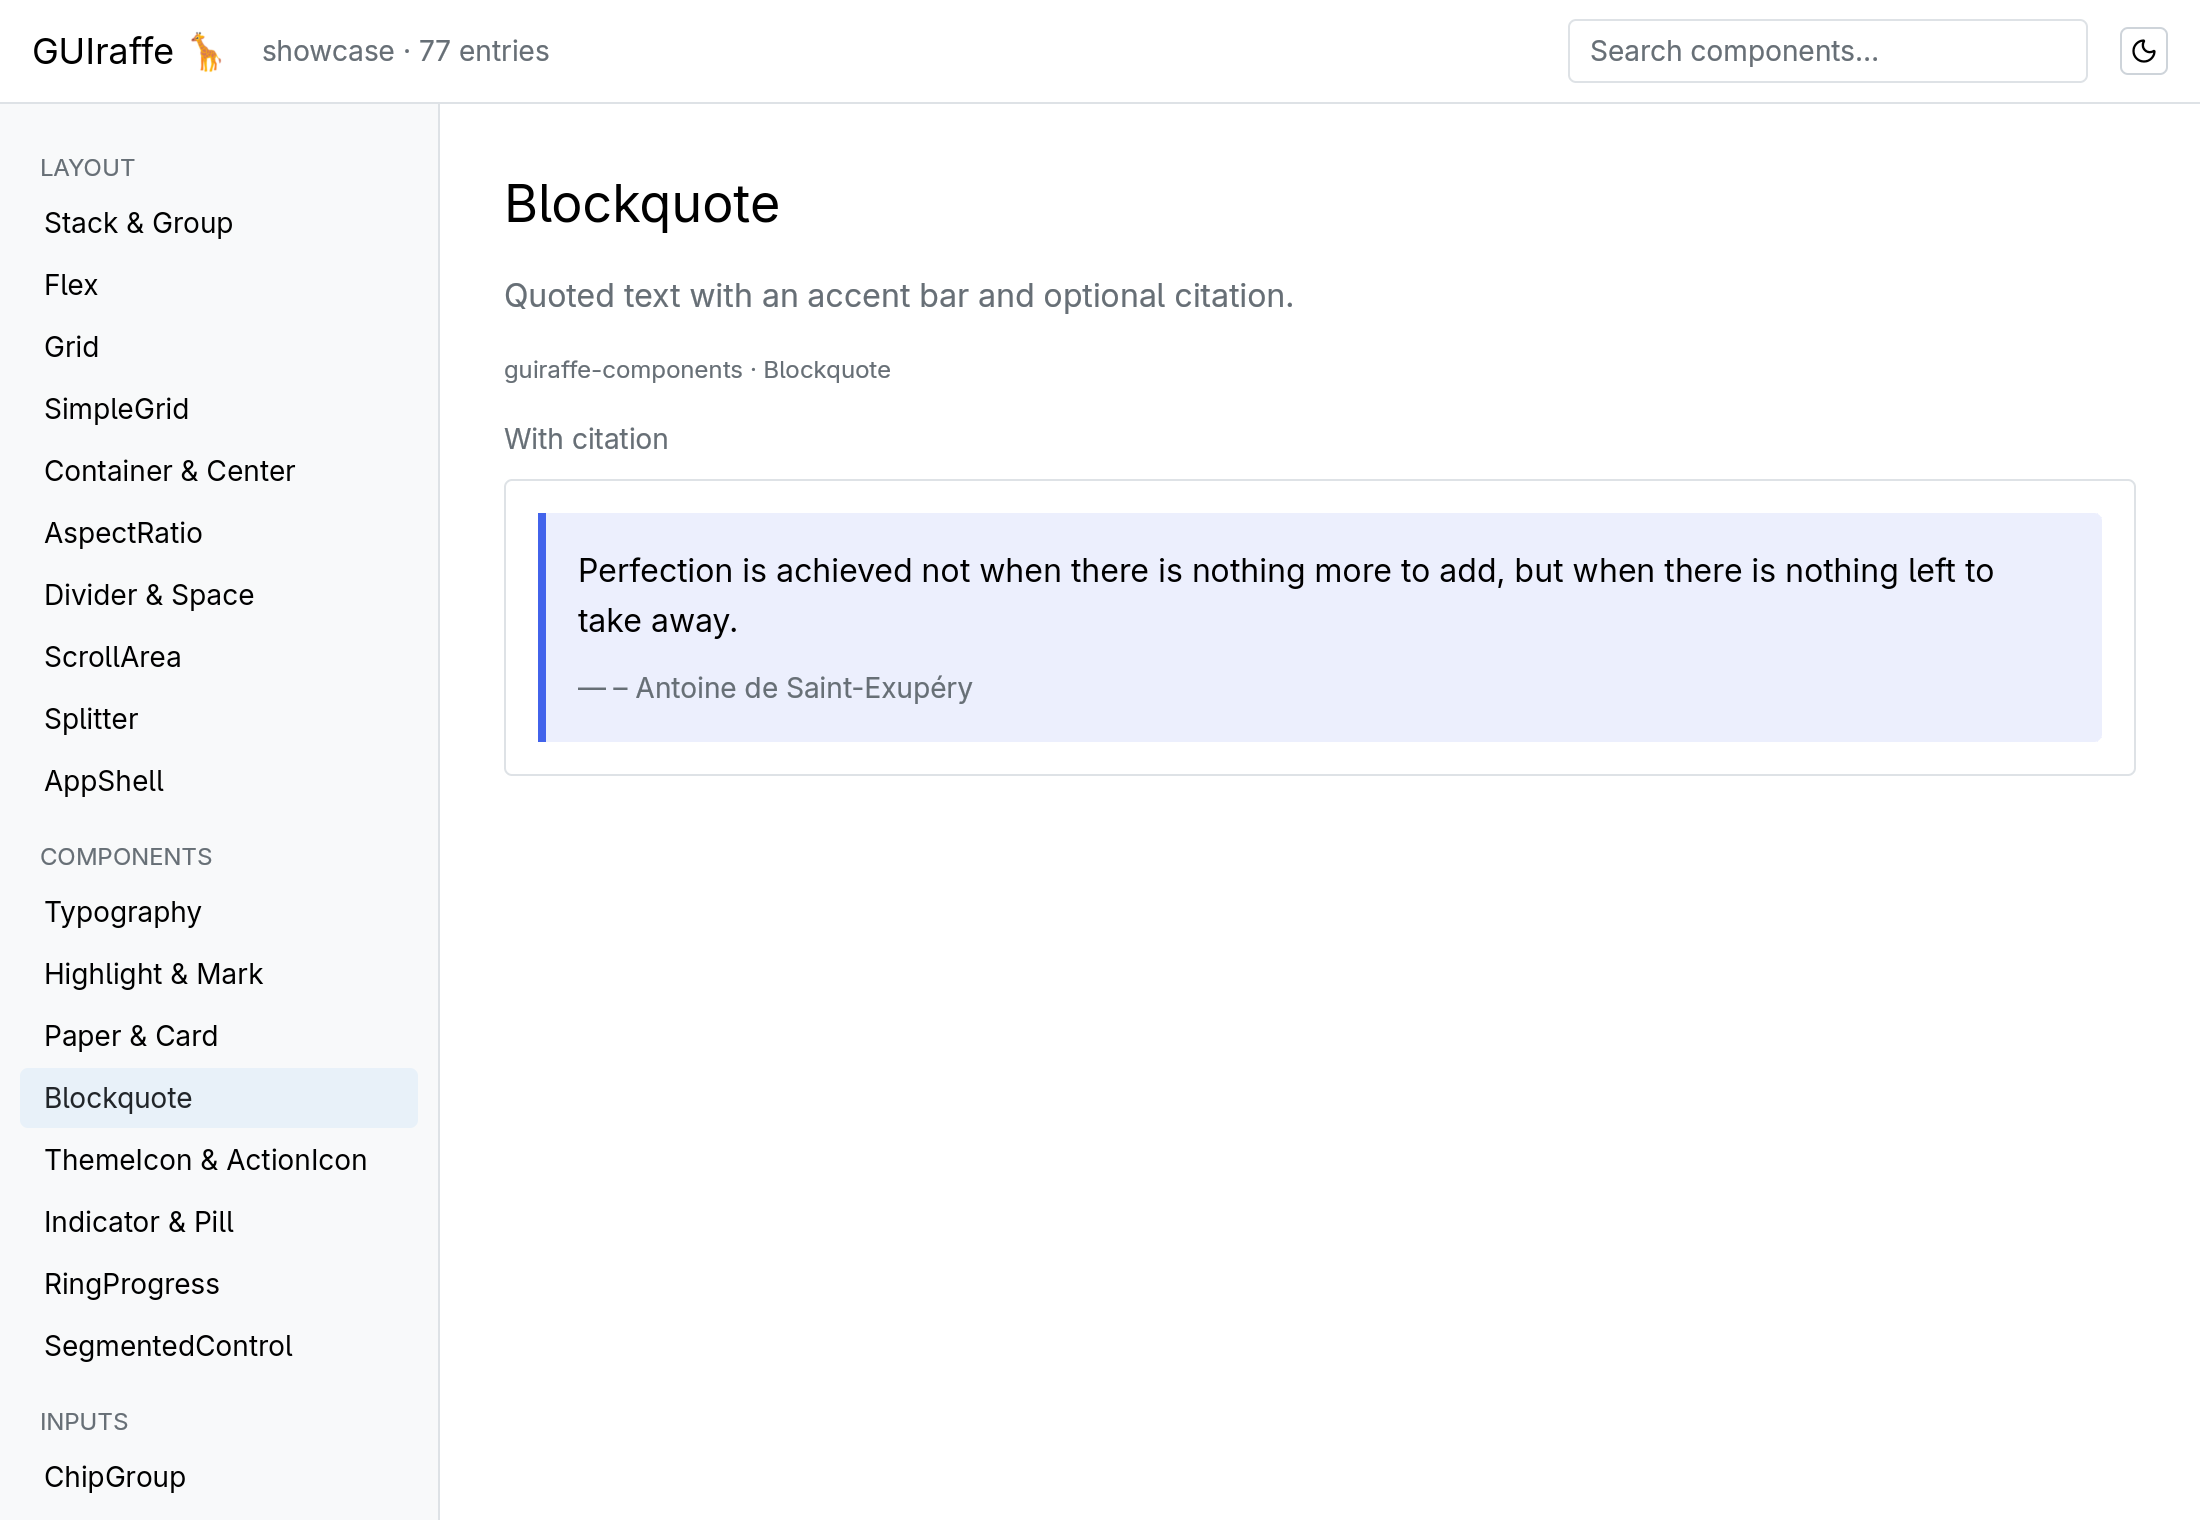 GUIraffe 🦒 showcase · 77 entries
Search components...
LAYOUT
Stack & Group
Flex
Grid
SimpleGrid
Container & Center
AspectRatio
Divider & Space
ScrollArea
Splitter
AppShell
COMPONENTS
Typography
Highlight & Mark
Paper & Card
Blockquote
ThemeIcon & ActionIcon
Indicator & Pill
RingProgress
SegmentedControl
INPUTS
ChipGroup
Blockquote
Quoted text with an accent bar and optional citation.
guiraffe-components · Blockquote
With citation
Perfection is achieved not when there is nothing more to add, but when there is nothing left to
take away.
— – Antoine de Saint-Exupéry